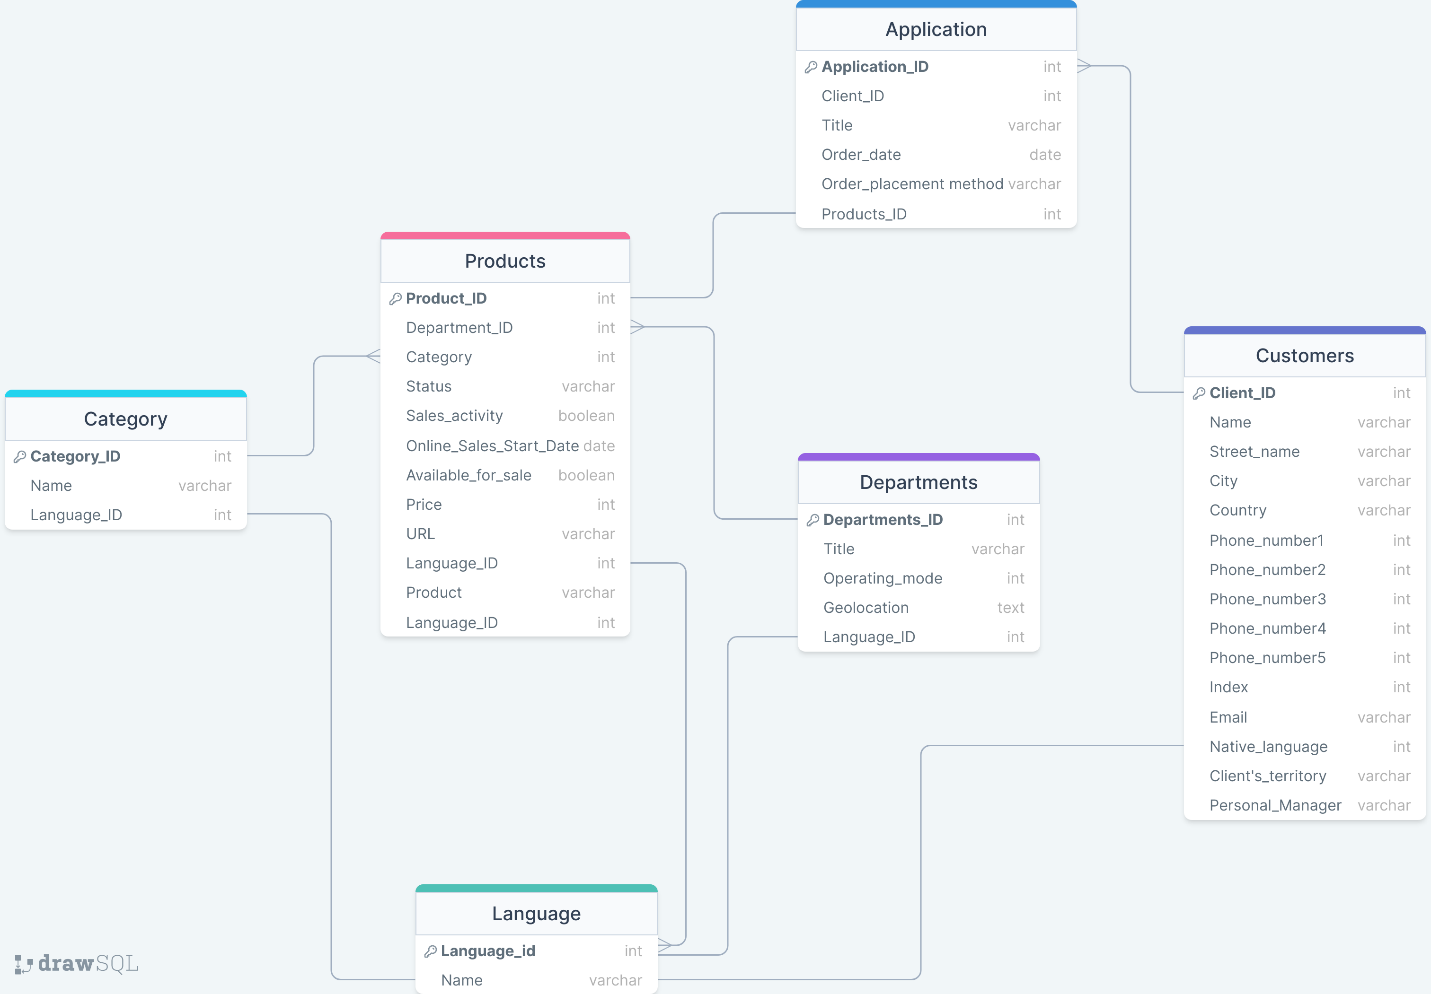 Application
Application_ID int
Client_ID int
Title varchar
Order_date date
Order_placement method varchar
Products_ID int
Products
Product_ID int
Department_ID int
Category int
Status varchar
Sales_activity boolean
Online_Sales_Start_Date date
Available_for_sale boolean
Price int
URL varchar
Language_ID int
Product varchar
Language_ID int
Customers
Client_ID int
Name varchar
Street_name varchar
City varchar
Country varchar
Phone_number1 int
Phone_number2 int
Phone_number3 int
Phone_number4 int
Phone_number5 int
Index int
Email varchar
Native_language int
Client's_territory varchar
Personal_Manager varchar
Category
Category_ID int
Name varchar
Language_ID int
Departments
Departments_ID int
Title varchar
Operating_mode int
Geolocation text
Language_ID int
Language
Language_id int
Name varchar
drawSQL